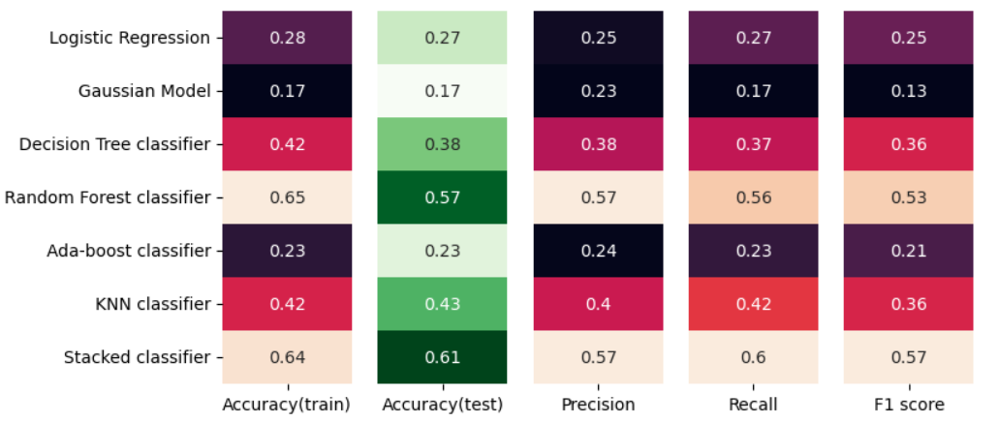 Logistic Regression 0.28 0.27 0.25 0.27 0.25
Gaussian Model 0.17 0.17 0.23 0.17 0.13
Decision Tree classifier 0.42 0.38 0.38 0.37 0.36
Random Forest classifier 0.65 0.57 0.57 0.56 0.53
Ada-boost classifier 0.23 0.23 0.24 0.23 0.21
KNN classifier 0.42 0.43 0.4 0.42 0.36
Stacked classifier 0.64 0.61 0.57 0.6 0.57
Accuracy(train) Accuracy(test) Precision Recall F1 score